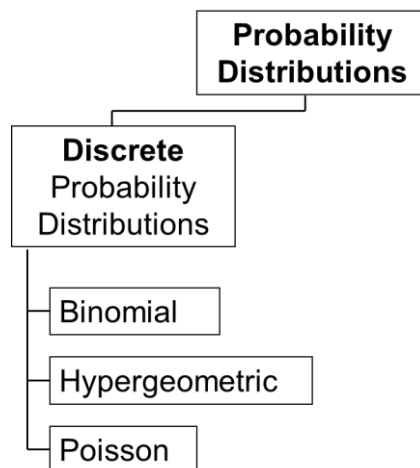 Probability
Distributions
Discrete
Probability
Distributions
Binomial
Hypergeometric
Poisson